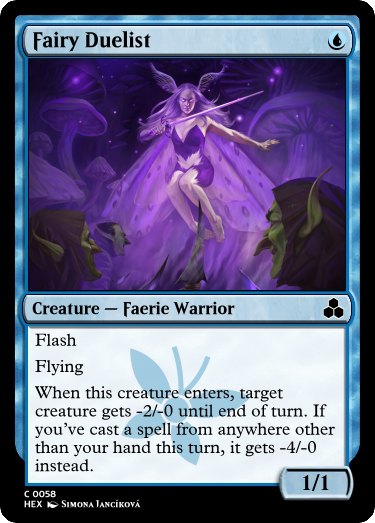 Fairy Duelist
Creature — Faerie Warrior
Flash
Flying
When this creature enters, target
creature gets -2/-0 until end of turn. If
you've cast a spell from anywhere other
than your hand this turn, it gets -4/-0
instead.
1/1
C 0058
HEX Simona Jancíková